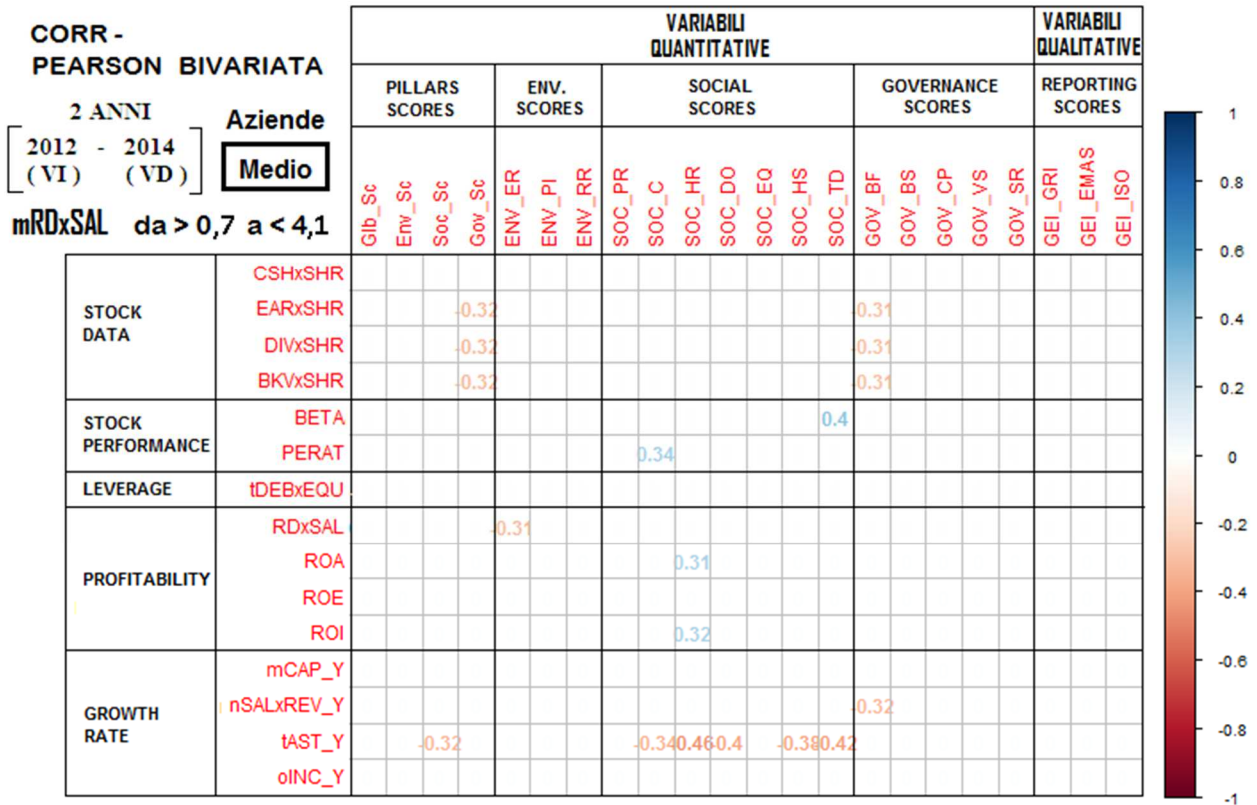 CORR -
PEARSON BIVARIATA
2 ANNI
2012 - 2014
( VI ) ( VD )
Aziende
Medio
mRDxSAL da > 0,7 a < 4,1
VARIABILI
QUANTITATIVE
VARIABILI
QUALITATIVE
PILLARS
SCORES
ENV.
SCORES
SOCIAL
SCORES
GOVERNANCE
SCORES
REPORTING
SCORES
Glb_Sc
Env_Sc
Soc_Sc
Gov_Sc
ENV_ER
ENV_PI
ENV_RR
SOC_PR
SOC_C
SOC_HR
SOC_DO
SOC_EQ
SOC_HS
SOC_TD
GOV_BF
GOV_BS
GOV_CP
GOV_VS
GOV_SR
GEI_GRI
GEI_EMAS
GEI_ISO
STOCK
DATA
CSHxSHR
EARxSHR -0.32 -0.31
DIVxSHR -0.32 -0.31
BKVxSHR -0.32 -0.31
STOCK
PERFORMANCE
BETA 0.4
PERAT 0.34
LEVERAGE
tDEBxEQU
PROFITABILITY
RDxSAL -0.31
ROA 0.31
ROE
ROI 0.32
GROWTH
RATE
mCAP_Y
nSALxREV_Y -0.32
tAST_Y -0.32 -0.34 -0.46 -0.4 -0.38 -0.42
oINC_Y
1
0.8
0.6
0.4
0.2
0
-0.2
-0.4
-0.6
-0.8
-1